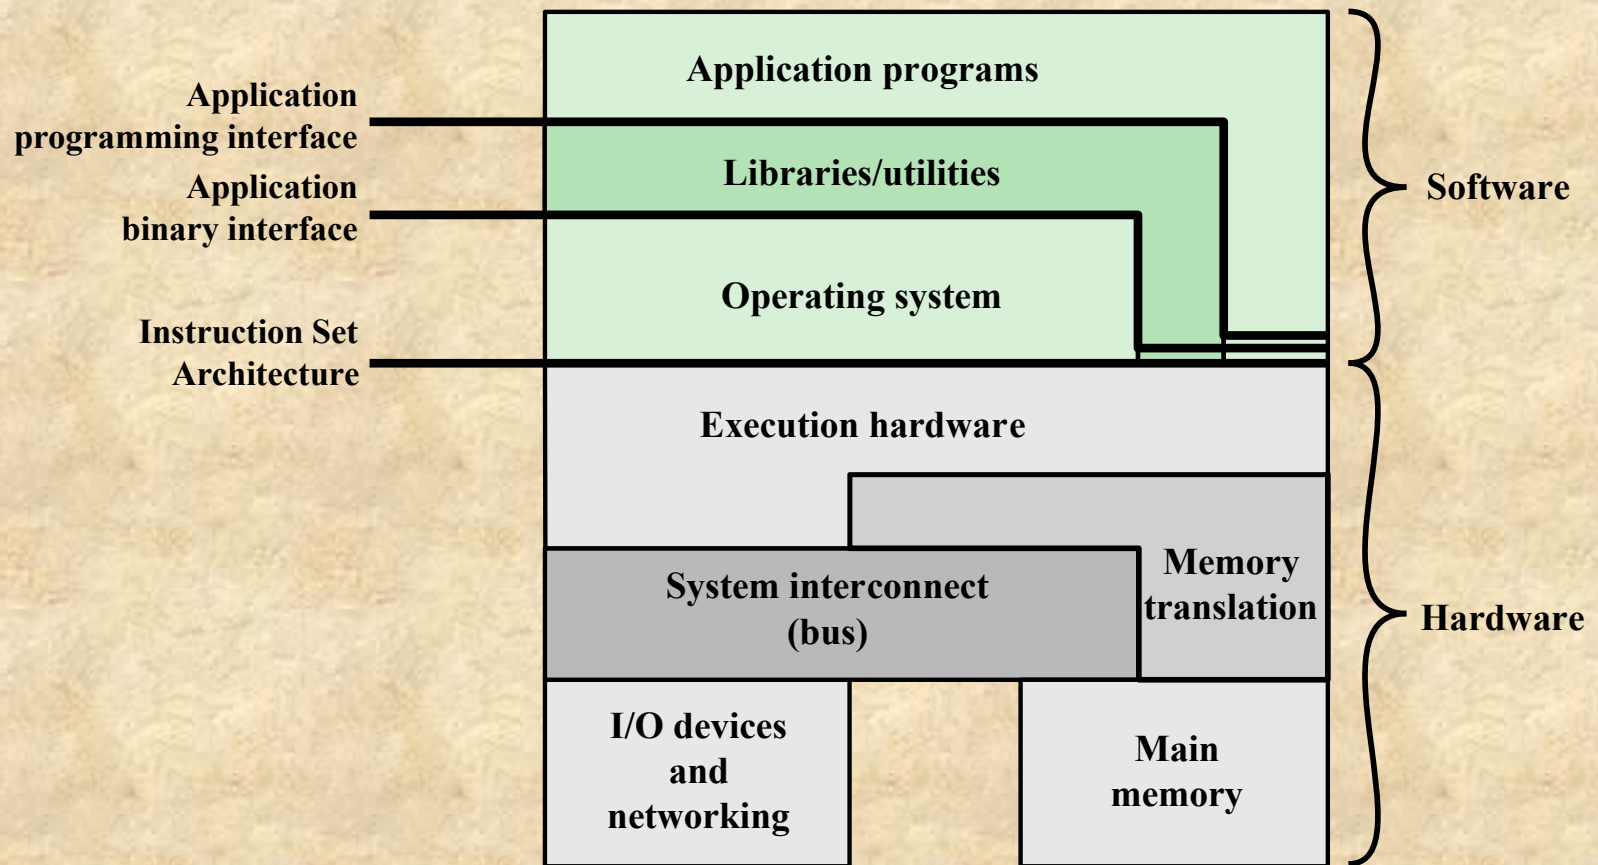 Application programs
Application
programming interface
Libraries/utilities
Software
Application
binary interface
Operating system
Instruction Set
Architecture
Execution hardware
Memory
translation
System interconnect
(bus)
Hardware
I/O devices
and
networking
Main
memory